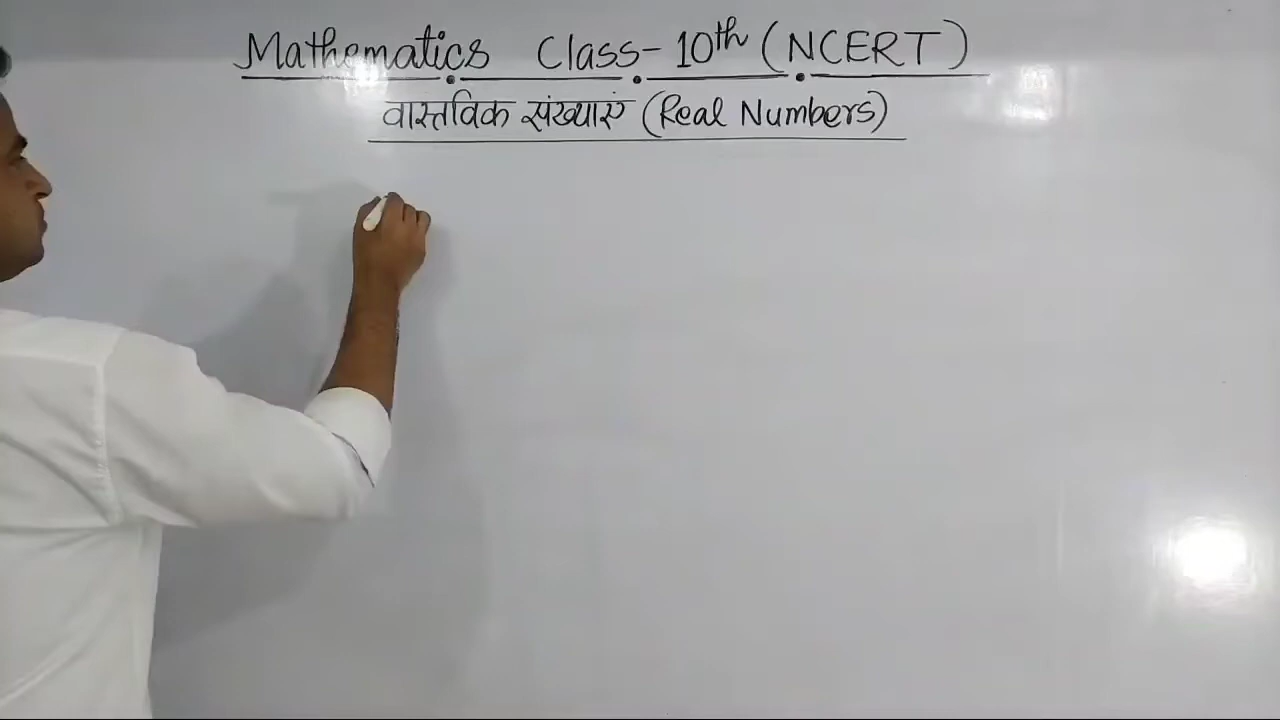 Mathematics Class-10th (NCERT)
वास्तविक संख्याएं (Real Numbers)